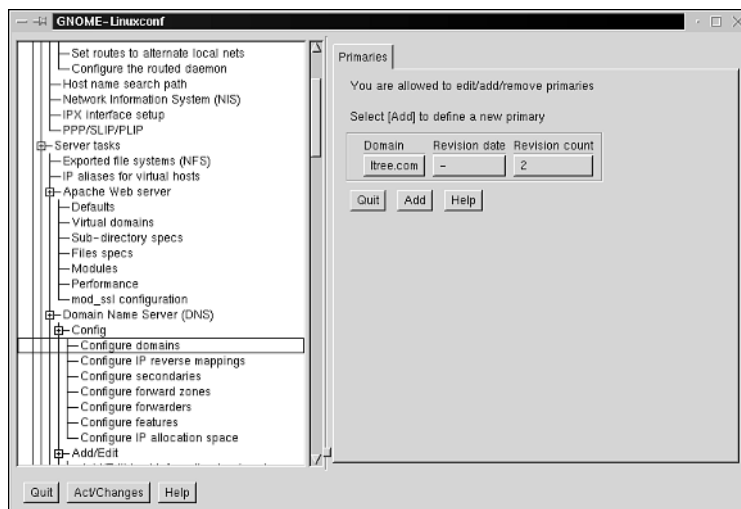 GNOME-Linuxconf
Set routes to alternate local nets
Configure the routed daemon
Host name search path
Network Information System (NIS)
IPX interface setup
PPP/SLIP/PLIP
Server tasks
Exported file systems (NFS)
IP aliases for virtual hosts
Apache Web server
Defaults
Virtual domains
Sub-directory specs
Files specs
Modules
Performance
mod_ssl configuration
Domain Name Server (DNS)
Config
Configure domains
Configure IP reverse mappings
Configure secondaries
Configure forward zones
Configure forwarders
Configure features
Configure IP allocation space
Add/Edit
Primaries
You are allowed to edit/add/remove primaries
Select [Add] to define a new primary
Domain Revision date Revision count
ltree.com - 2
Quit Add Help
Quit Act/Changes Help